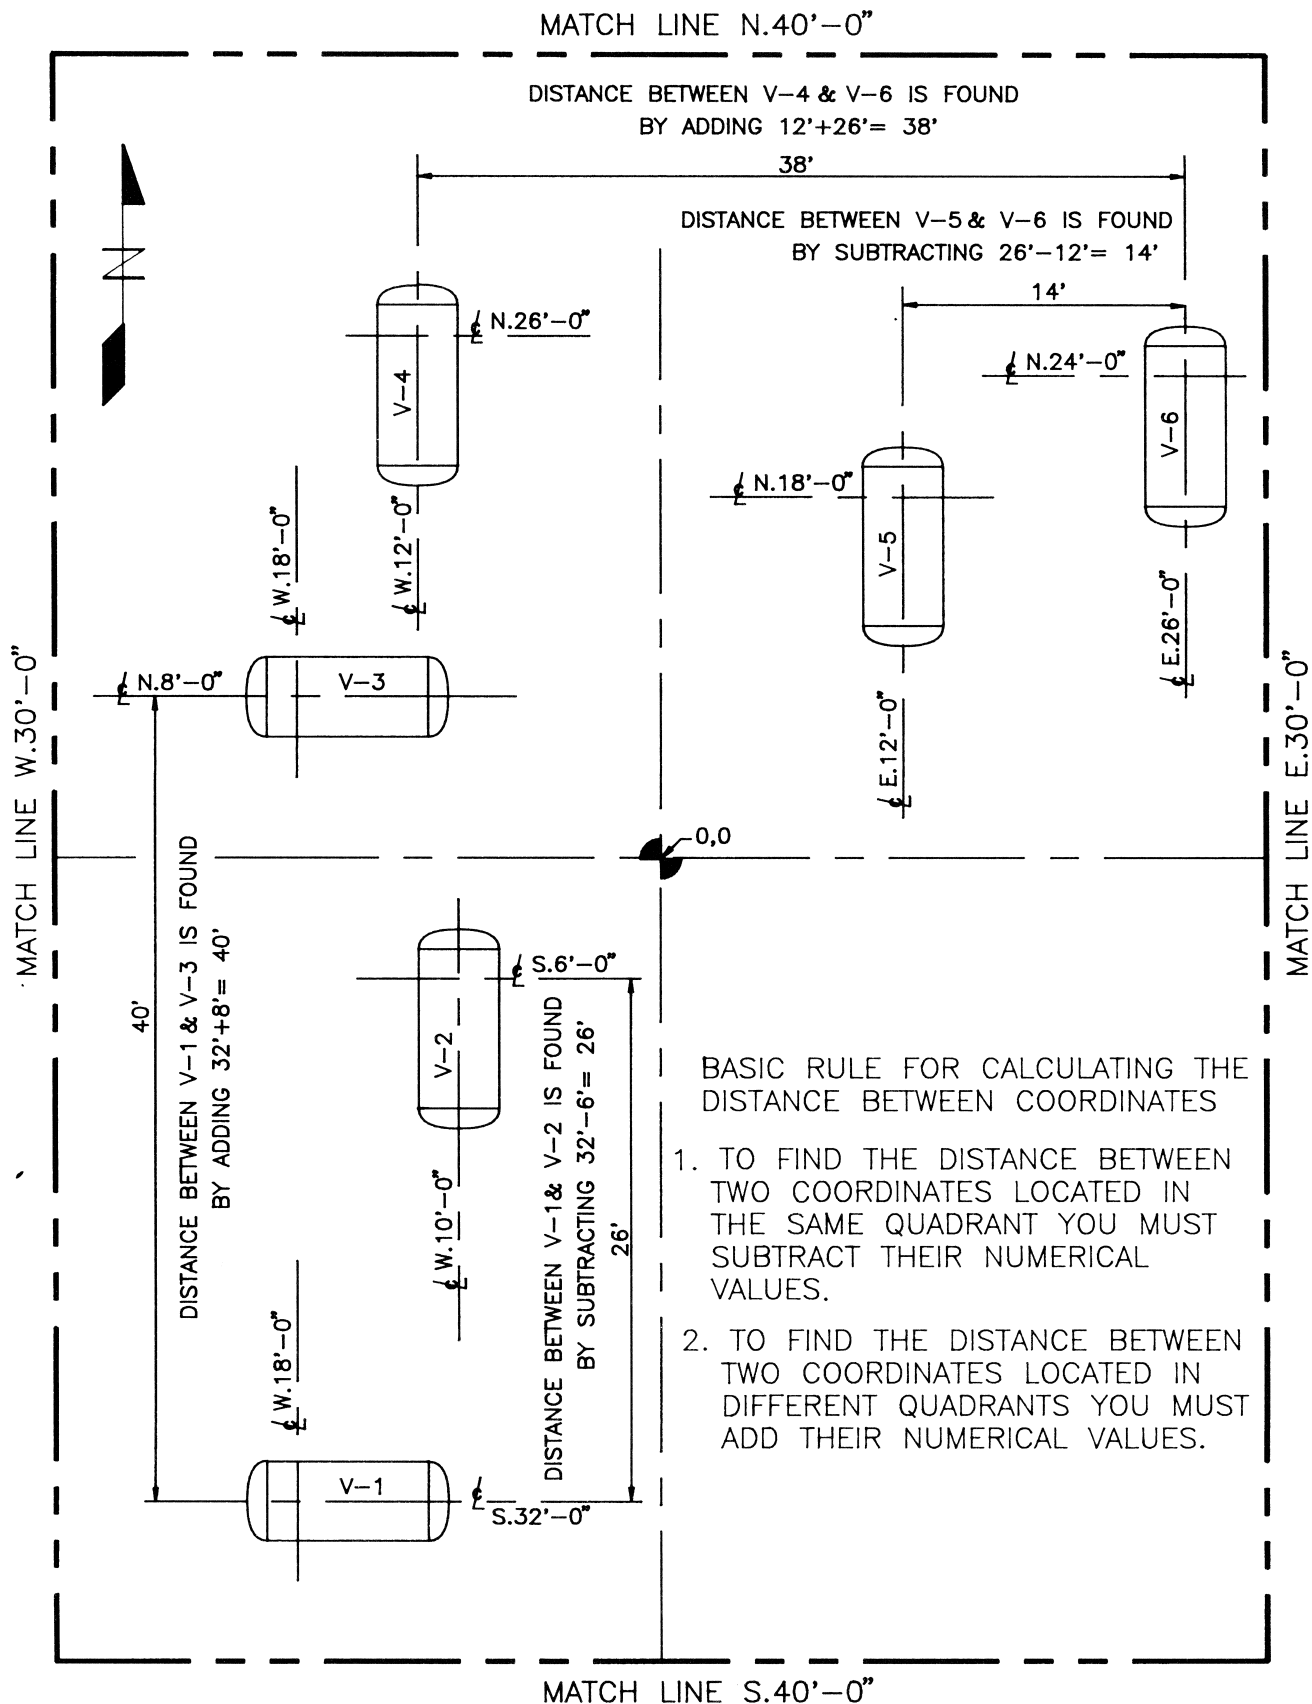 MATCH LINE N.40'-0"
DISTANCE BETWEEN V-4 & V-6 IS FOUND
BY ADDING 12'+26'= 38'
38'
DISTANCE BETWEEN V-5 & V-6 IS FOUND
BY SUBTRACTING 26'-12'= 14'
14'
N
℄ N.26'-0"
℄ N.24'-0"
V-4
V-6
℄ N.18'-0"
V-5
℄ W.18'-0"
℄ W.12'-0"
℄ E.26'-0"
℄ N.8'-0"
V-3
℄ E.12'-0"
MATCH LINE W.30'-0"
MATCH LINE E.30'-0"
0,0
40'
DISTANCE BETWEEN V-1 & V-3 IS FOUND
BY ADDING 32'+8'= 40'
℄ S.6'-0"
V-2
℄ W.10'-0"
DISTANCE BETWEEN V-1 & V-2 IS FOUND
BY SUBTRACTING 32'-6'= 26'
26'
BASIC RULE FOR CALCULATING THE
DISTANCE BETWEEN COORDINATES
1. TO FIND THE DISTANCE BETWEEN
TWO COORDINATES LOCATED IN
THE SAME QUADRANT YOU MUST
SUBTRACT THEIR NUMERICAL
VALUES.
2. TO FIND THE DISTANCE BETWEEN
TWO COORDINATES LOCATED IN
DIFFERENT QUADRANTS YOU MUST
ADD THEIR NUMERICAL VALUES.
℄ W.18'-0"
V-1
℄ S.32'-0"
MATCH LINE S.40'-0"